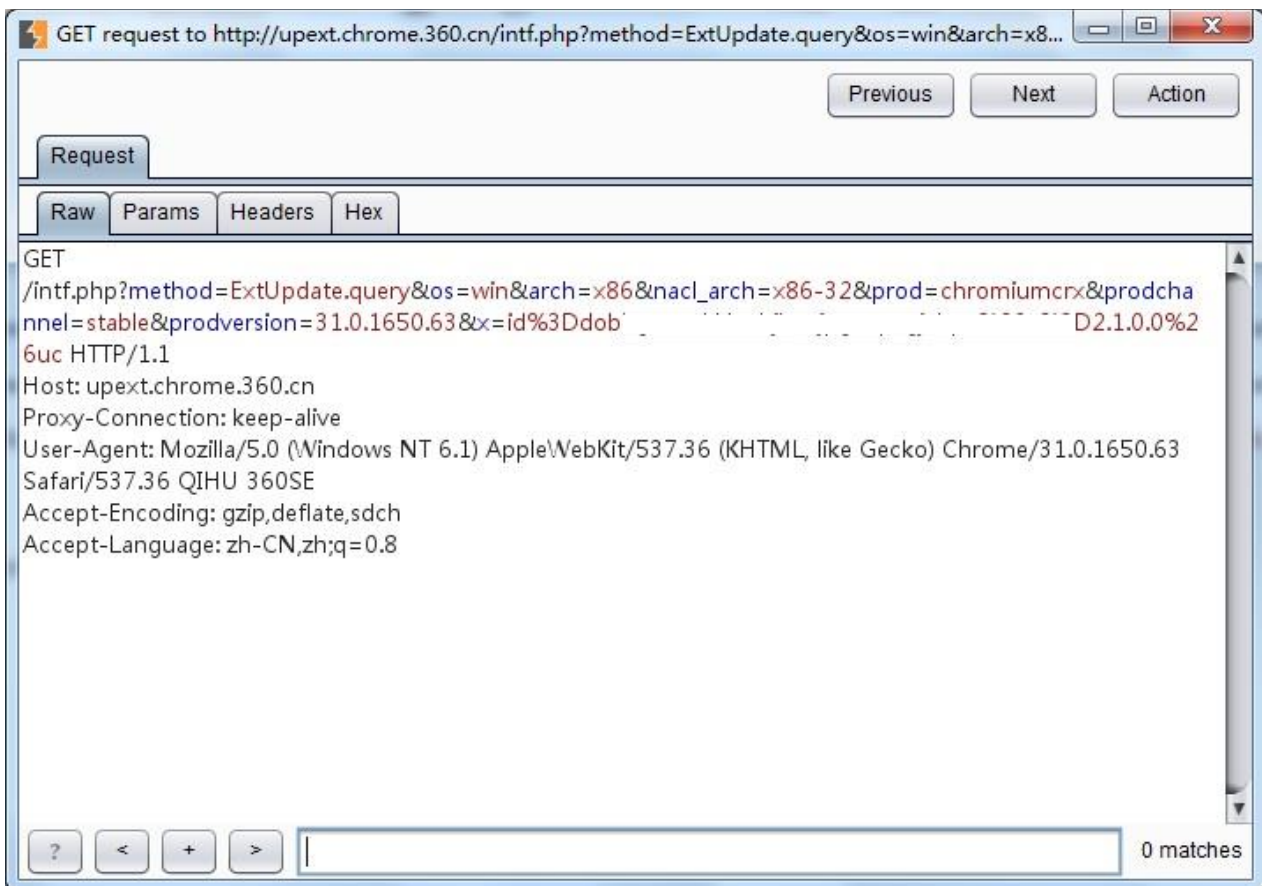 GET request to http://upext.chrome.360.cn/intf.php?method=ExtUpdate.query&os=win&arch=x8...
Previous Next Action
Request
Raw Params Headers Hex
GET
/intf.php?method=ExtUpdate.query&os=win&arch=x86&nacl_arch=x86-32&prod=chromiumcrx&prodcha
nnel=stable&prodversion=31.0.1650.63&x=id%3Ddob D2.1.0.0%2
6uc HTTP/1.1
Host: upext.chrome.360.cn
Proxy-Connection: keep-alive
User-Agent: Mozilla/5.0 (Windows NT 6.1) AppleWebKit/537.36 (KHTML, like Gecko) Chrome/31.0.1650.63
Safari/537.36 QIHU 360SE
Accept-Encoding: gzip,deflate,sdch
Accept-Language: zh-CN,zh;q=0.8
? < + > 0 matches